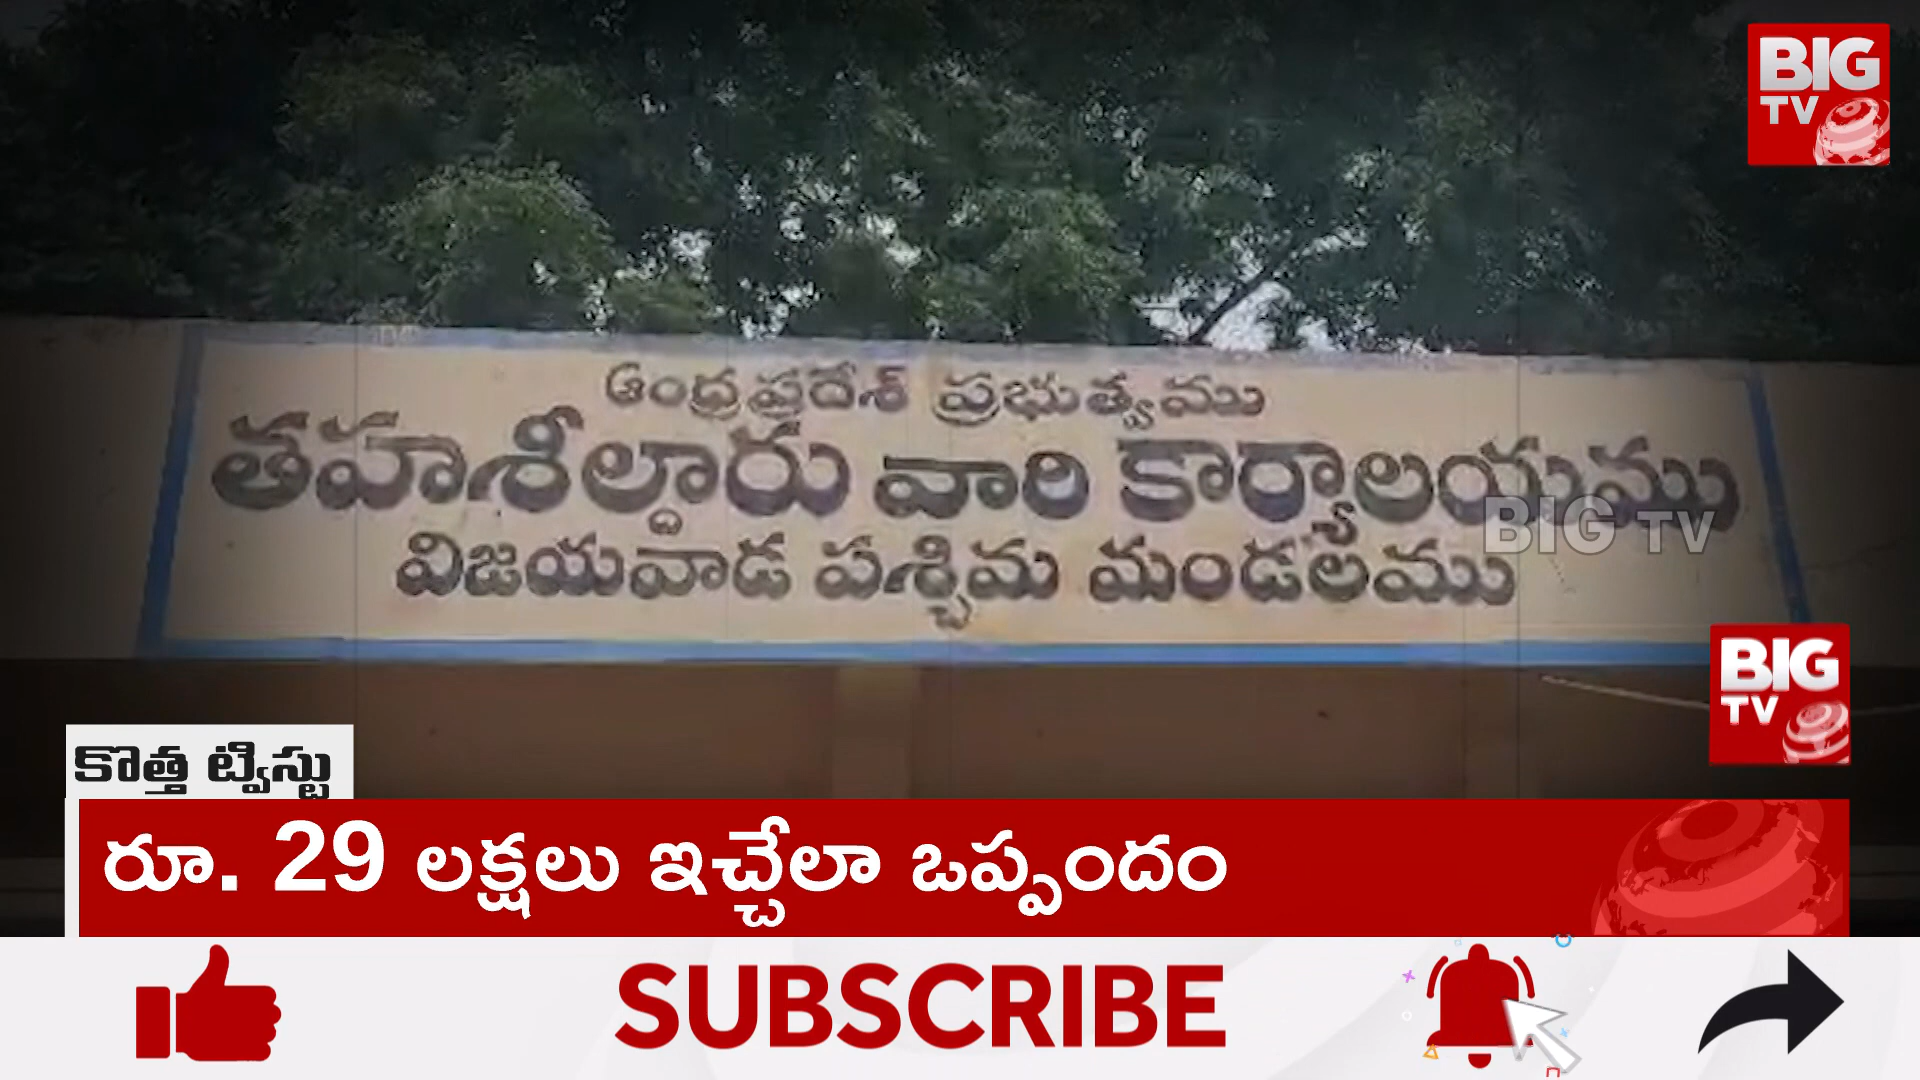 BIG
TV
ఆంధ్రప్రదేశ్ ప్రభుత్వము
తహశీల్దారు వారి కార్యాలయము
BIG TV
విజయవాడ పశ్చిమ మండలము
BIG
TV
కొత్త ట్విస్టు
రూ. 29 లక్షలు ఇచ్చేలా ఒప్పందం
SUBSCRIBE